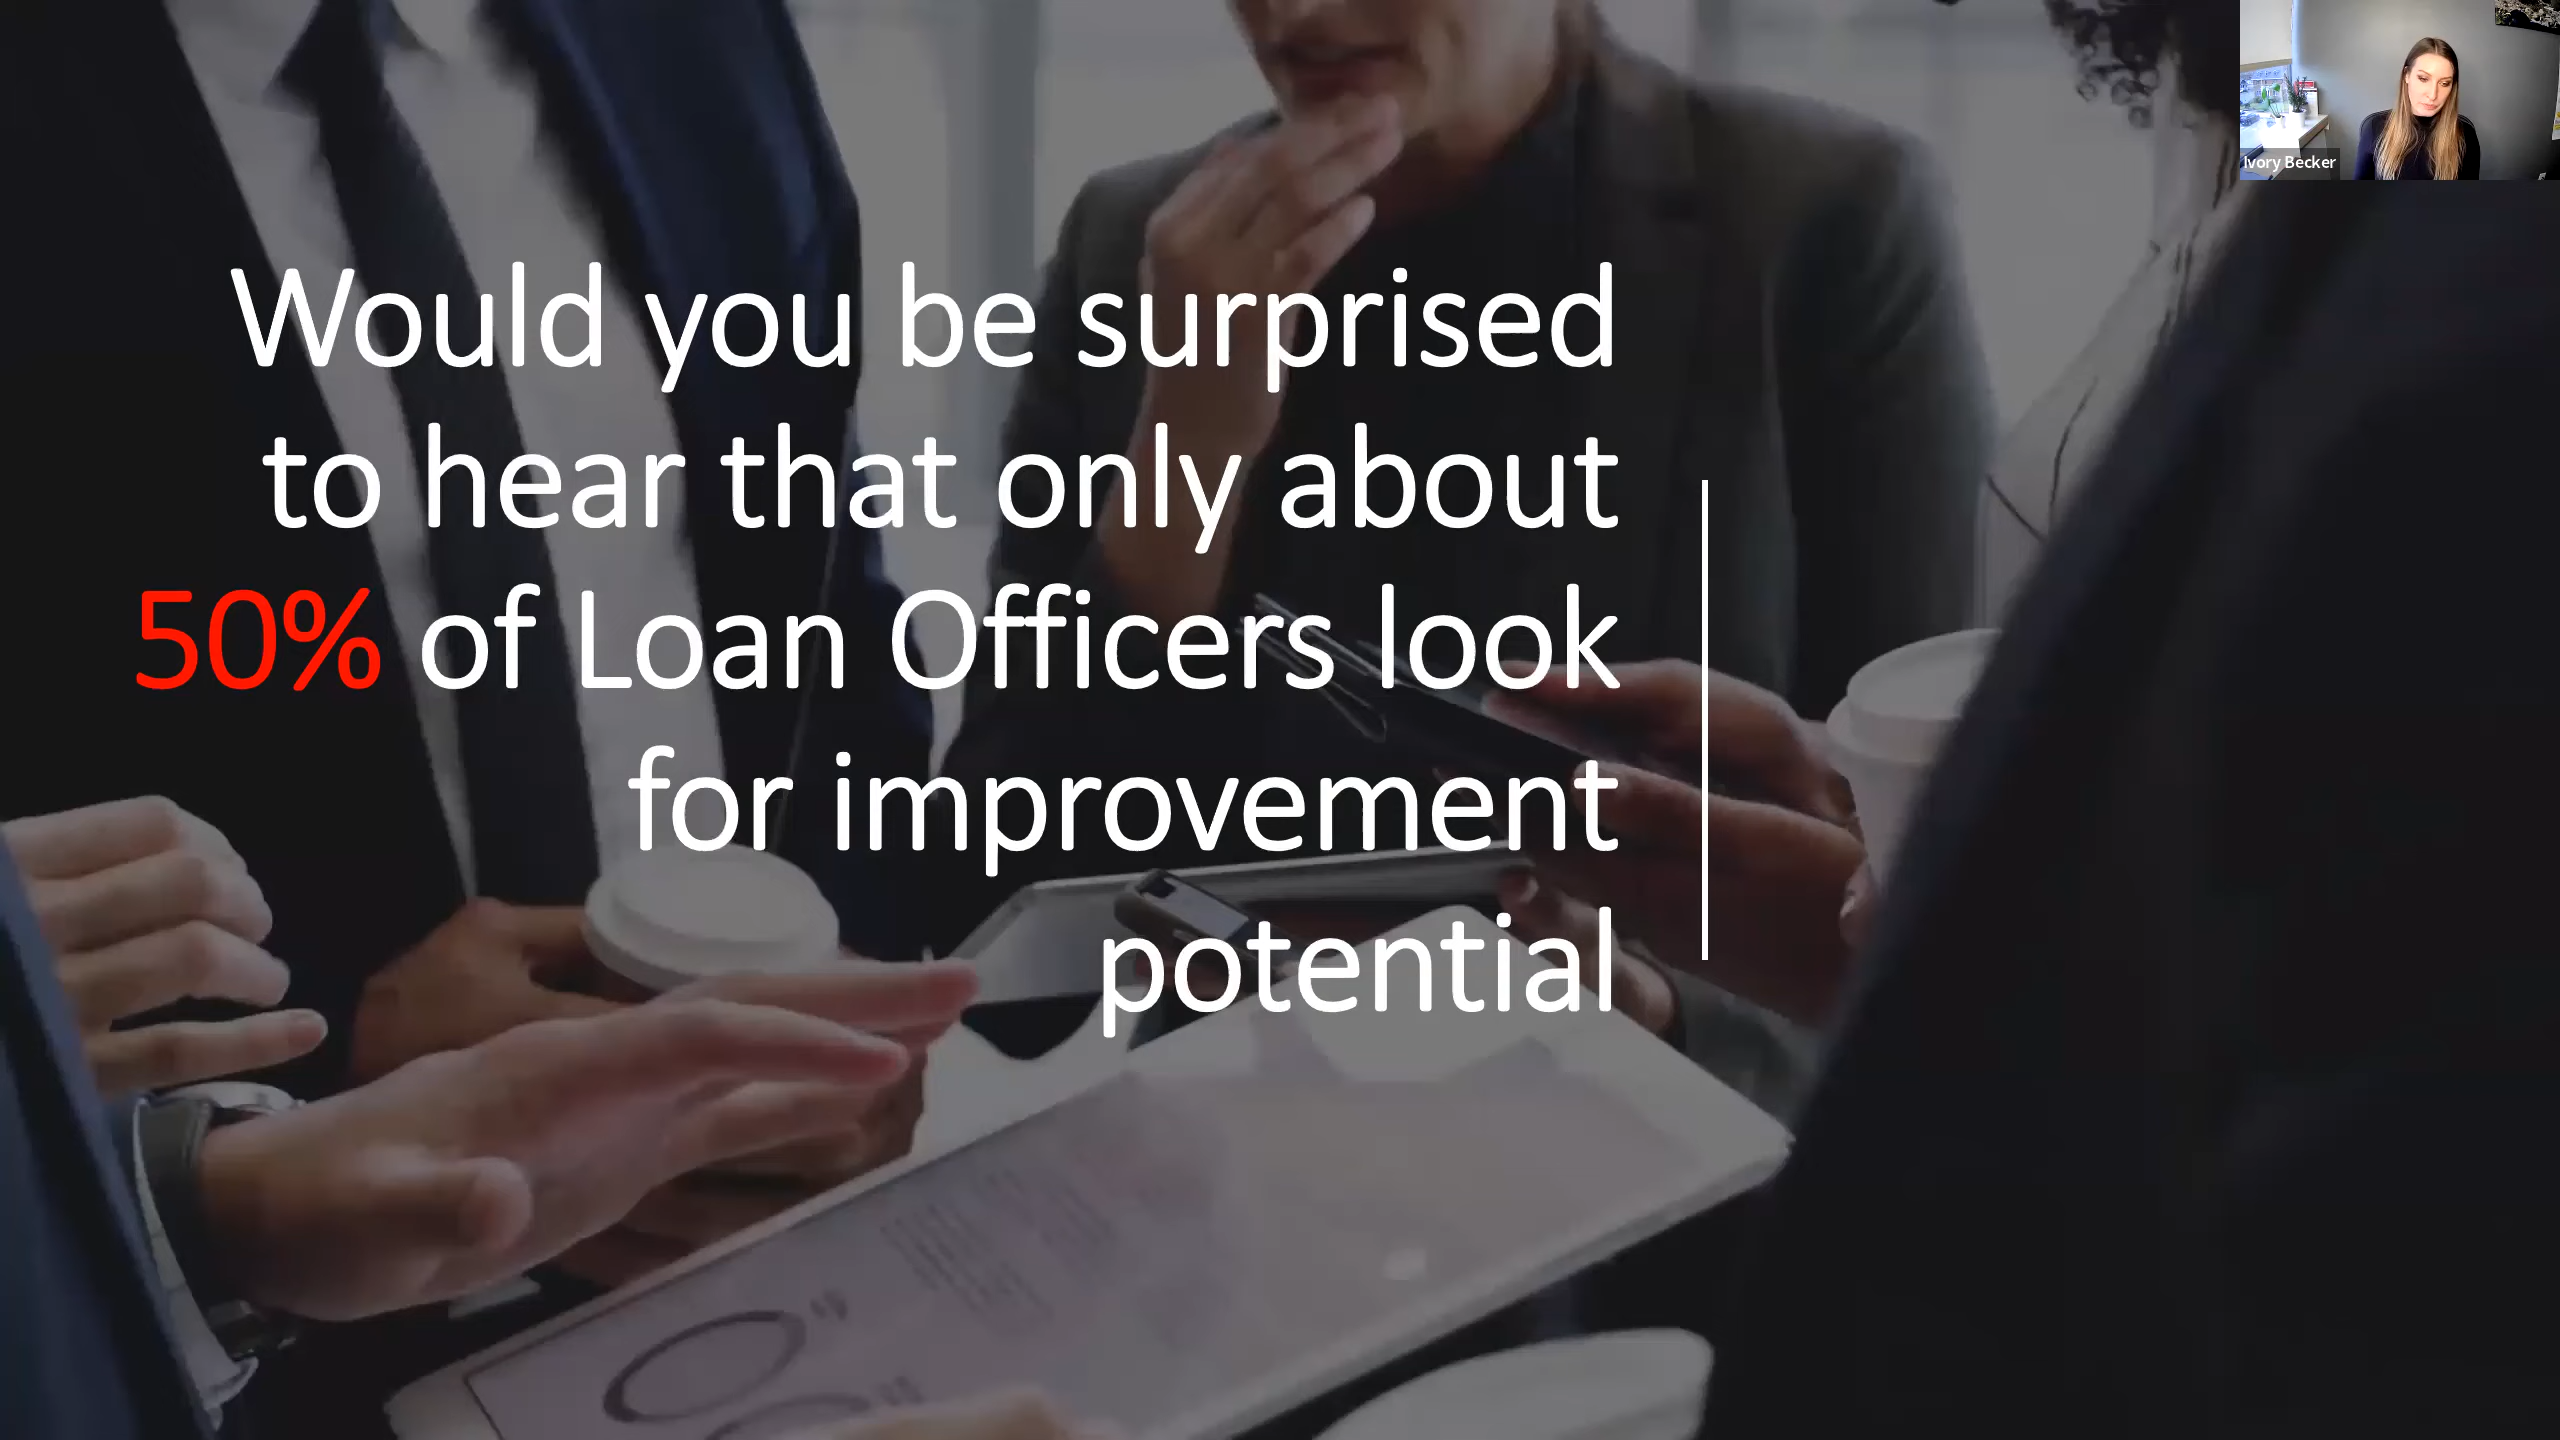 Ivory Becker
Would you be surprised
to hear that only about
50% of Loan Officers look
for improvement
potential